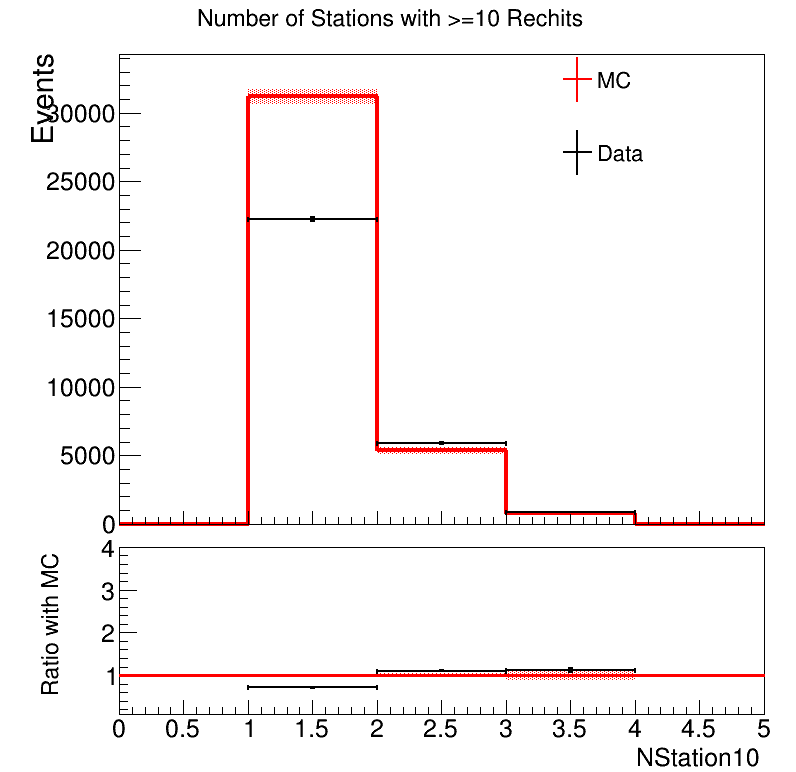 Number of Stations with >=10 Rechits
Events
30000
25000
20000
15000
10000
5000
0
MC
Data
Ratio with MC
4
3
2
1
0 0.5 1 1.5 2 2.5 3 3.5 4 4.5 5
NStation10